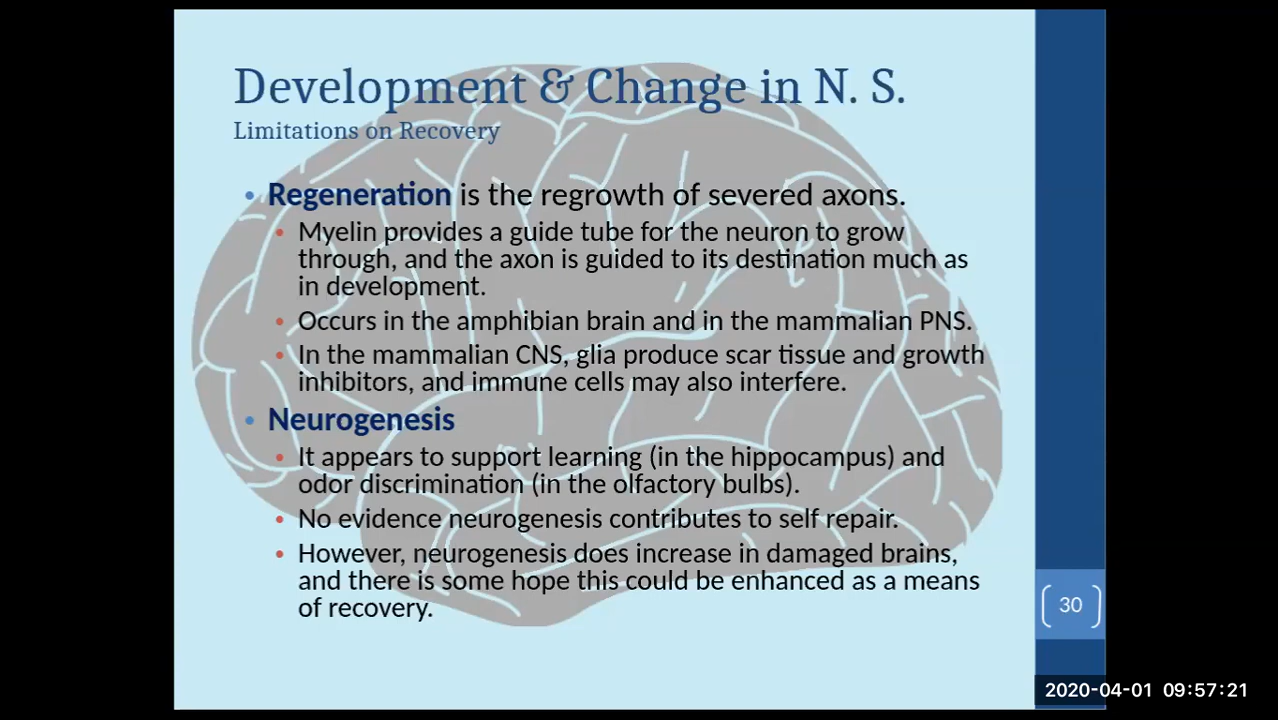 Development & Change in N. S.
Limitations on Recovery
• Regeneration is the regrowth of severed axons.
• Myelin provides a guide tube for the neuron to grow
through, and the axon is guided to its destination much as
in development.
• Occurs in the amphibian brain and in the mammalian PNS.
• In the mammalian CNS, glia produce scar tissue and growth
inhibitors, and immune cells may also interfere.
• Neurogenesis
• It appears to support learning (in the hippocampus) and
odor discrimination (in the olfactory bulbs).
• No evidence neurogenesis contributes to self repair.
• However, neurogenesis does increase in damaged brains,
and there is some hope this could be enhanced as a means
of recovery.
30
2020-04-01 09:57:21